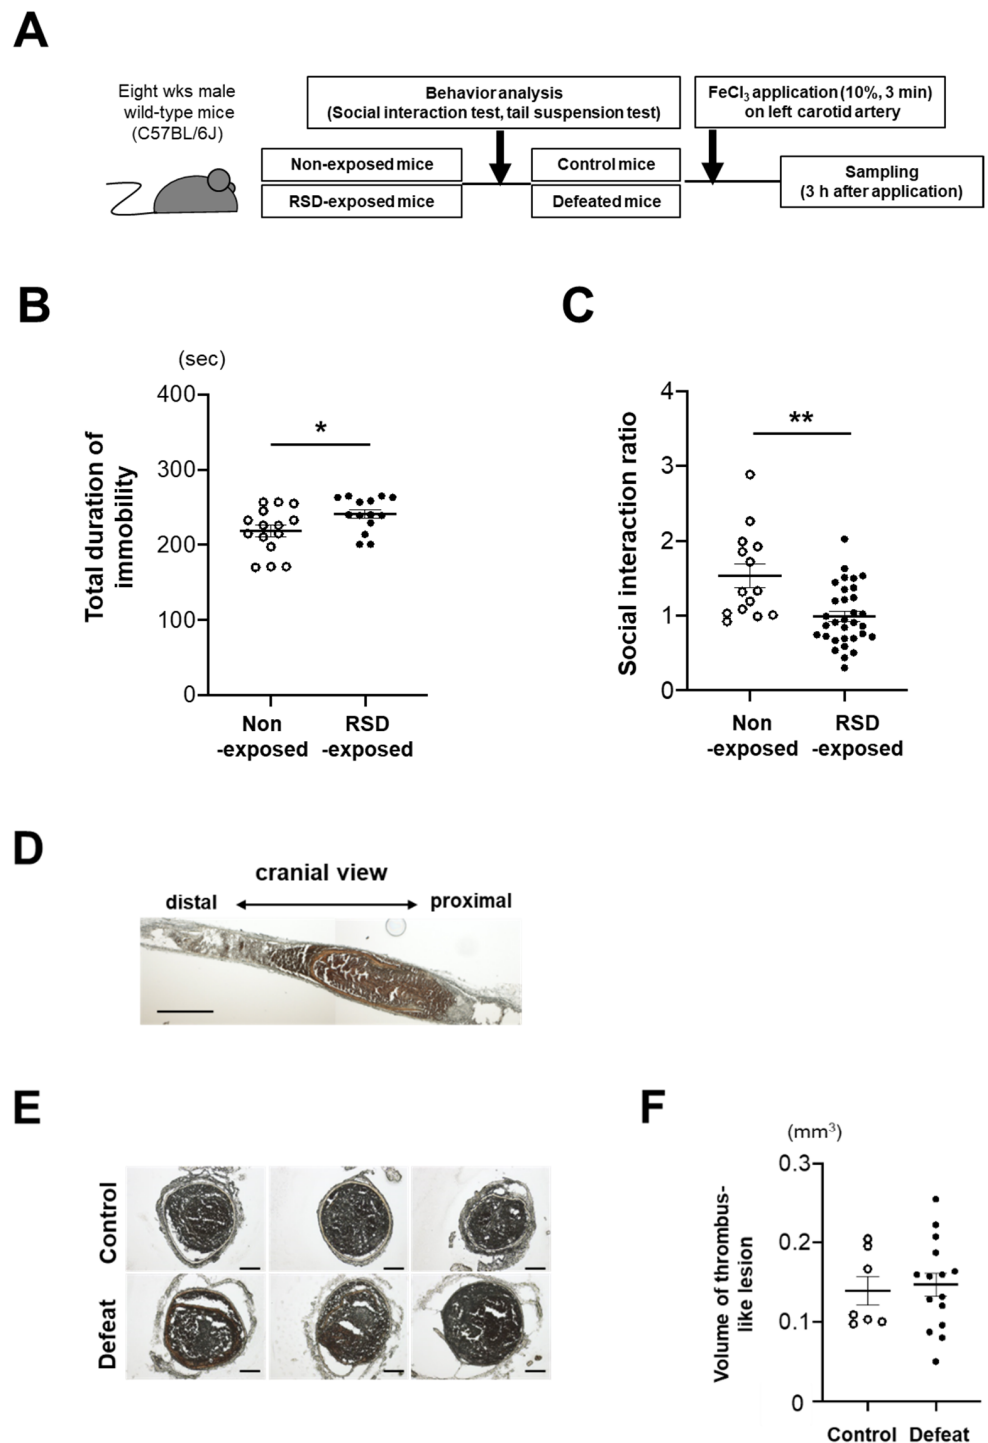 A
Eight wks male
wild-type mice
(C57BL/6J)
Behavior analysis
(Social interaction test, tail suspension test)
FeCl₃ application (10%, 3 min)
on left carotid artery
Non-exposed mice
RSD-exposed mice
Control mice
Defeated mice
Sampling
(3 h after application)
B
(sec)
Total duration of
immobility
400
300
200
100
0
*
Non
-exposed
RSD
-exposed
C
Social interaction ratio
4
3
2
1
0
**
Non
-exposed
RSD
-exposed
D
cranial view
distal
proximal
E
Control
Defeat
F
(mm³)
Volume of thrombus-
like lesion
0.3
0.2
0.1
0
Control
Defeat